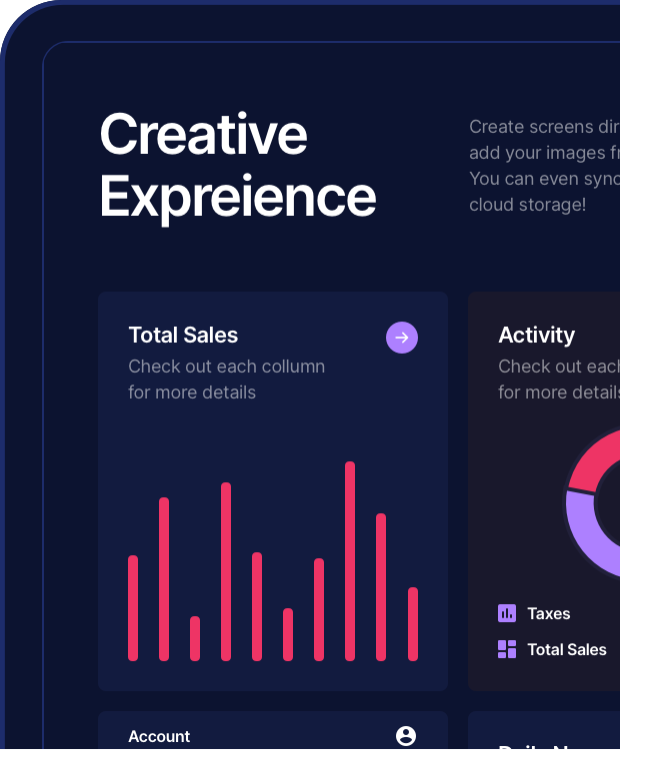 Creative
Expreience
Create screens dir
add your images fr
You can even sync
cloud storage!
Total Sales
Check out each collumn
for more details
Activity
Check out each
for more details
Taxes
Total Sales
Account